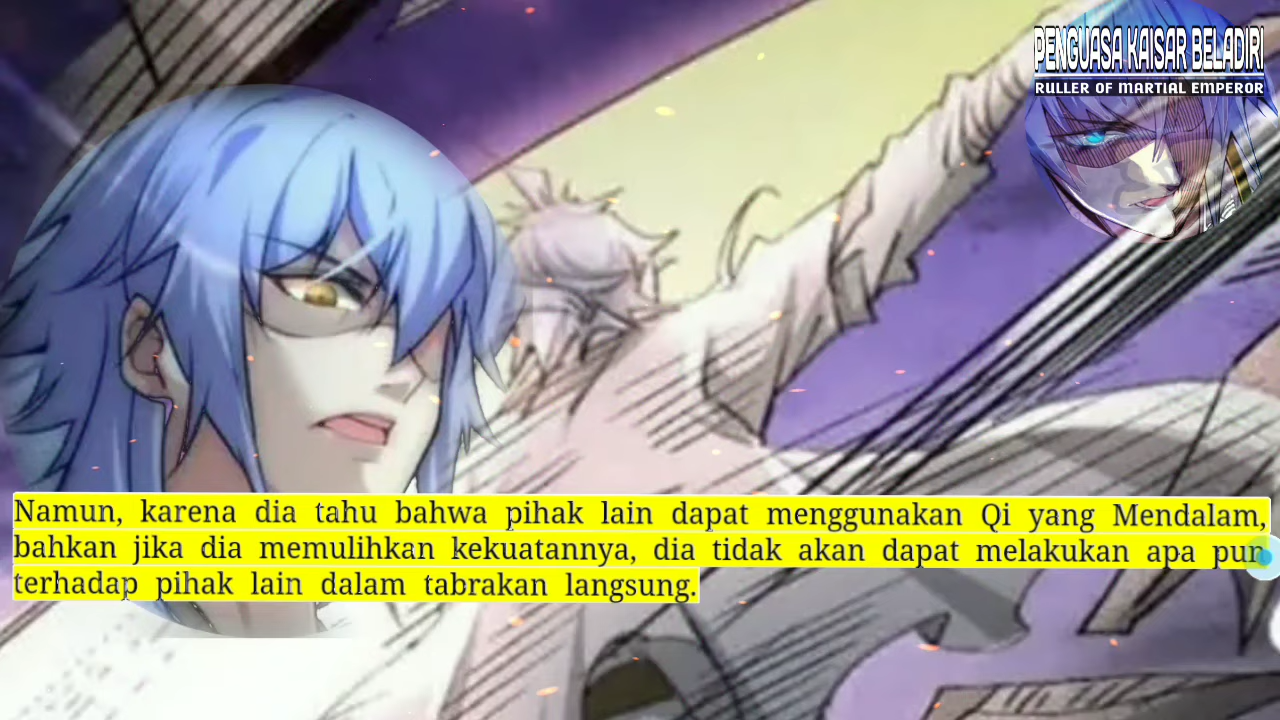 PENGUASA KAISAR BELADIRI
RULLER OF MARTIAL EMPEROR
Namun, karena dia tahu bahwa pihak lain dapat menggunakan Qi yang Mendalam,
bahkan jika dia memulihkan kekuatannya, dia tidak akan dapat melakukan apa pun
terhadap pihak lain dalam tabrakan langsung.